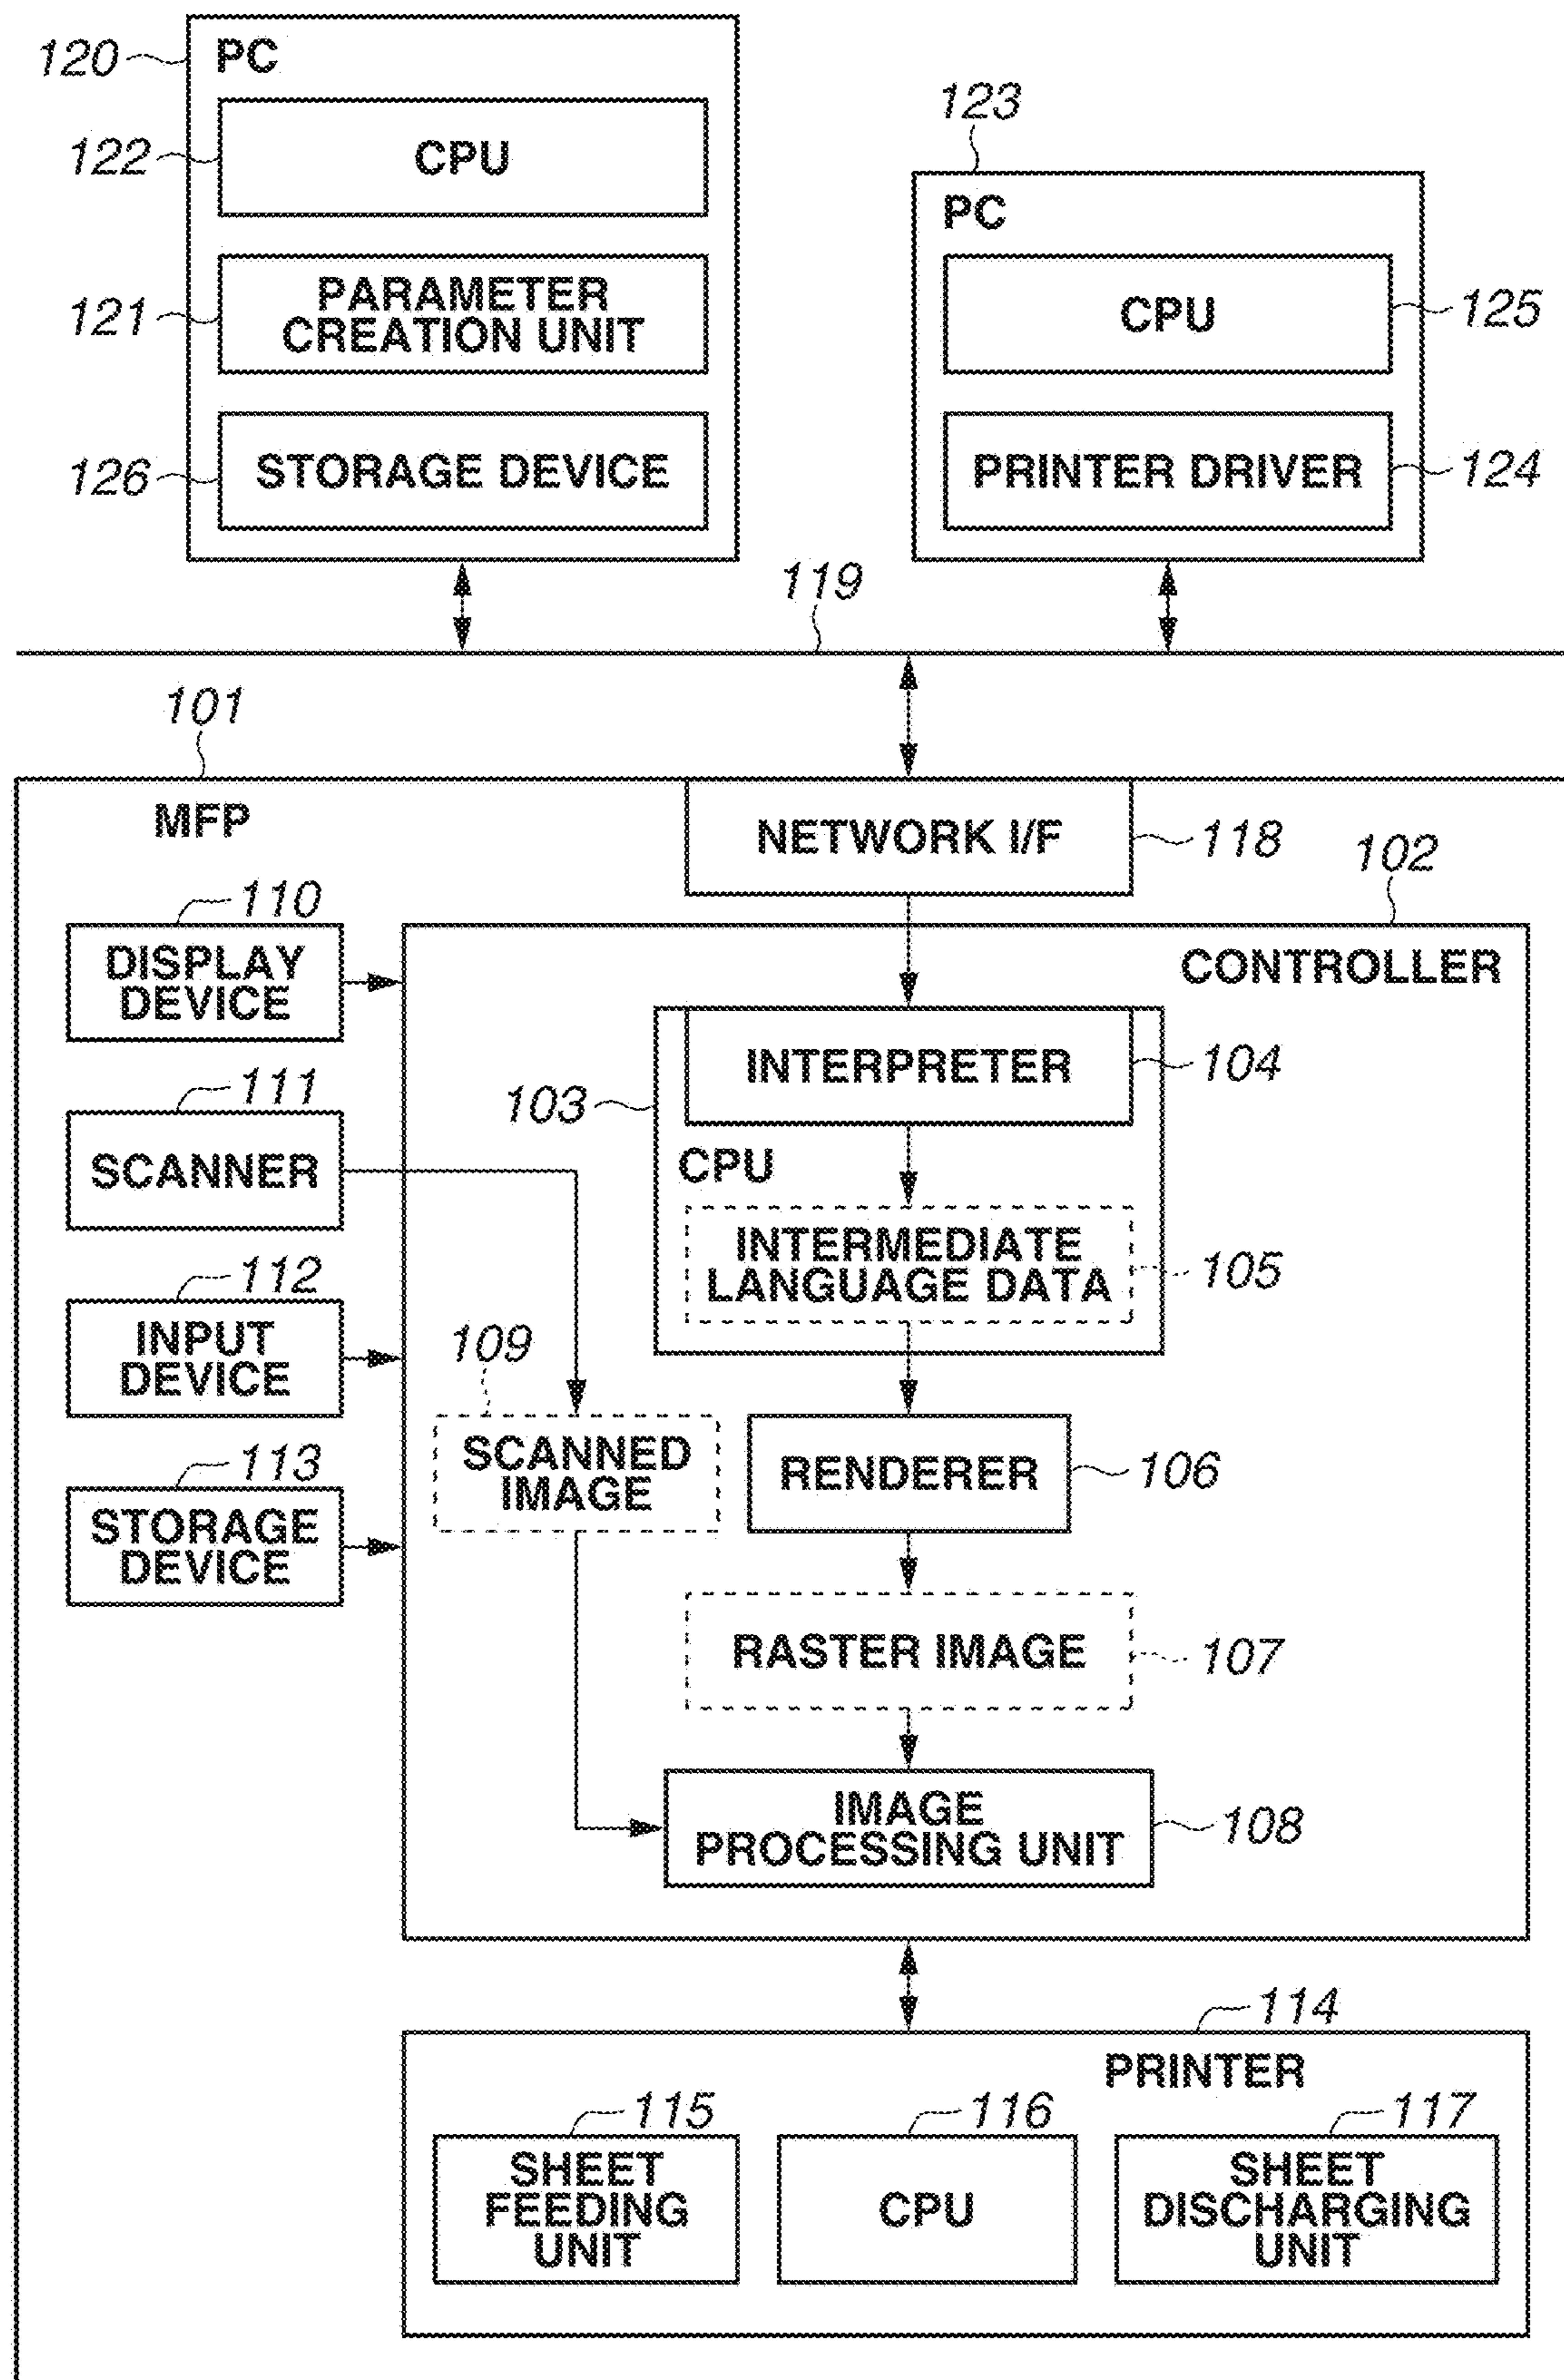 120
PC
122
CPU
121
PARAMETER
CREATION UNIT
126
STORAGE DEVICE
123
PC
CPU
125
PRINTER DRIVER
124
119
101
MFP
NETWORK I/F
118
102
CONTROLLER
110
DISPLAY
DEVICE
111
SCANNER
112
INPUT
DEVICE
113
STORAGE
DEVICE
INTERPRETER
104
103
CPU
INTERMEDIATE
LANGUAGE DATA
105
109
SCANNED
IMAGE
RENDERER
106
RASTER IMAGE
107
IMAGE
PROCESSING UNIT
108
114
PRINTER
115
SHEET
FEEDING
UNIT
116
CPU
117
SHEET
DISCHARGING
UNIT